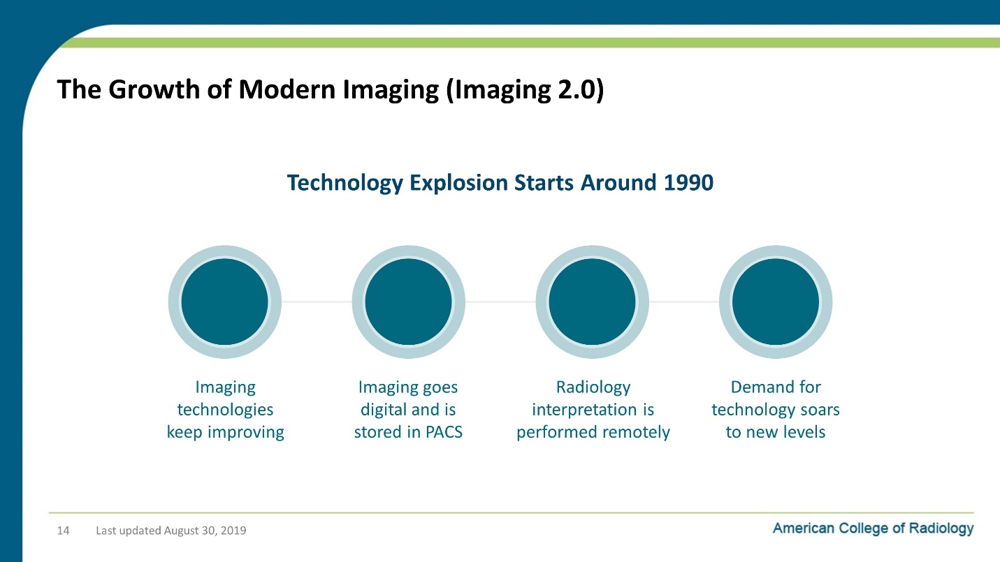 The Growth of Modern Imaging (Imaging 2.0)
Technology Explosion Starts Around 1990
Imaging
technologies
keep improving
Imaging goes
digital and is
stored in PACS
Radiology
interpretation is
performed remotely
Demand for
technology soars
to new levels
14 Last updated August 30, 2019
American College of Radiology